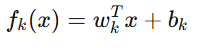 f_k(x) = w_k^T x + b_k